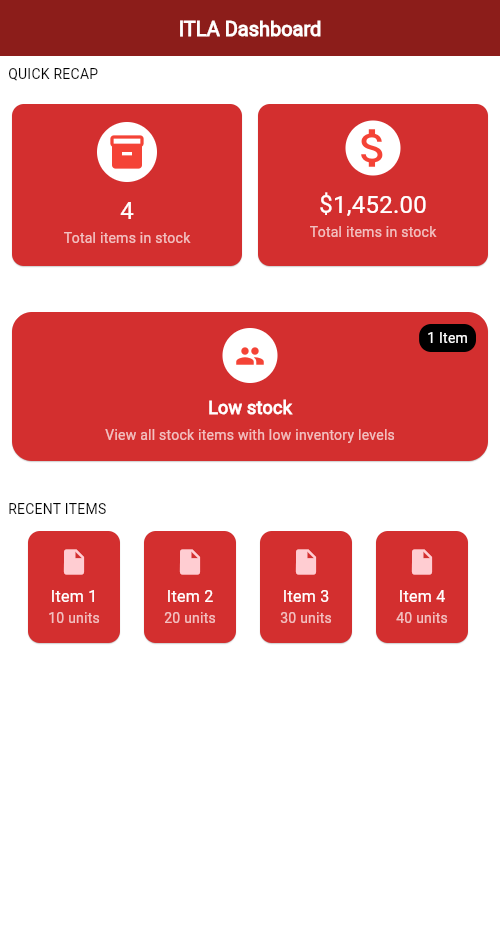 ITLA Dashboard
QUICK RECAP
4
Total items in stock
$1,452.00
Total items in stock
1 Item
Low stock
View all stock items with low inventory levels
RECENT ITEMS
Item 1
10 units
Item 2
20 units
Item 3
30 units
Item 4
40 units